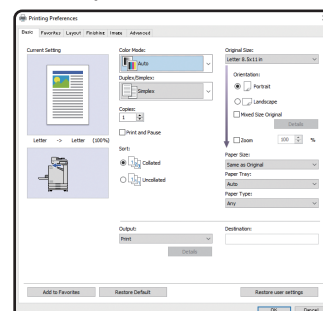 Printing Preferences
Basic Favorites Layout Finishing Image Advanced
Current Setting
Letter -> Letter (100%)
Color Mode:
Auto
Duplex/Simplex:
Simplex
Copies:
1
Print and Pause
Sort:
Collated
Uncollated
Output:
Print
Details
Original Size:
Letter 8.5x11 in
Orientation:
Portrait
Landscape
Mixed Size Original
Details
Zoom 100 %
Paper Size:
Same as Original
Paper Tray:
Auto
Paper Type:
Any
Destination:
Add to Favorites Restore Default Restore user settings
OK Cancel